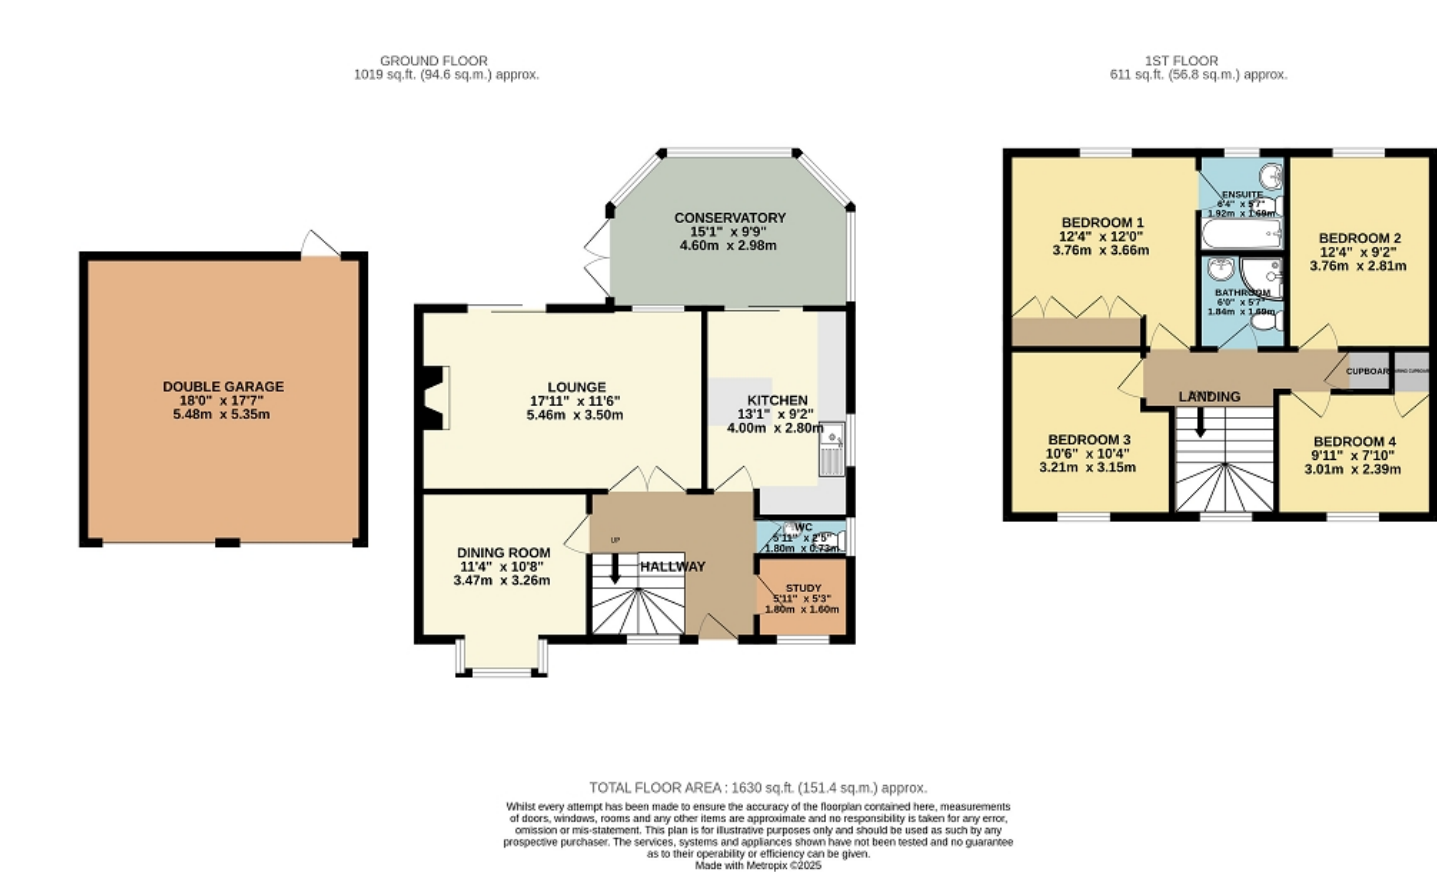 GROUND FLOOR
1019 sq.ft. (94.6 sq.m.) approx.
1ST FLOOR
611 sq.ft. (56.8 sq.m.) approx.
DOUBLE GARAGE
18'0" x 17'7"
5.48m x 5.35m
CONSERVATORY
15'1" x 9'9"
4.60m x 2.98m
LOUNGE
17'11" x 11'6"
5.46m x 3.50m
KITCHEN
13'1" x 9'2"
4.00m x 2.80m
DINING ROOM
11'4" x 10'8"
3.47m x 3.26m
UP
HALLWAY
WC
5'11" x 2'5"
1.80m x 0.73m
STUDY
5'11" x 5'3"
1.80m x 1.60m
BEDROOM 1
12'4" x 12'0"
3.76m x 3.66m
ENSUITE
6'4" x 5'7"
1.92m x 1.69m
BEDROOM 2
12'4" x 9'2"
3.76m x 2.81m
BATHROOM
6'0" x 5'7"
1.84m x 1.69m
CUPBOAR
LANDING
BEDROOM 3
10'6" x 10'4"
3.21m x 3.15m
BEDROOM 4
9'11" x 7'10"
3.01m x 2.39m
TOTAL FLOOR AREA : 1630 sq.ft. (151.4 sq.m.) approx.
Whilst every attempt has been made to ensure the accuracy of the floorplan contained here, measurements
of doors, windows, rooms and any other items are approximate and no responsibility is taken for any error,
omission or mis-statement. This plan is for illustrative purposes only and should be used as such by any
prospective purchaser. The services, systems and appliances shown have not been tested and no guarantee
as to their operability or efficiency can be given.
Made with Metropix ©2025